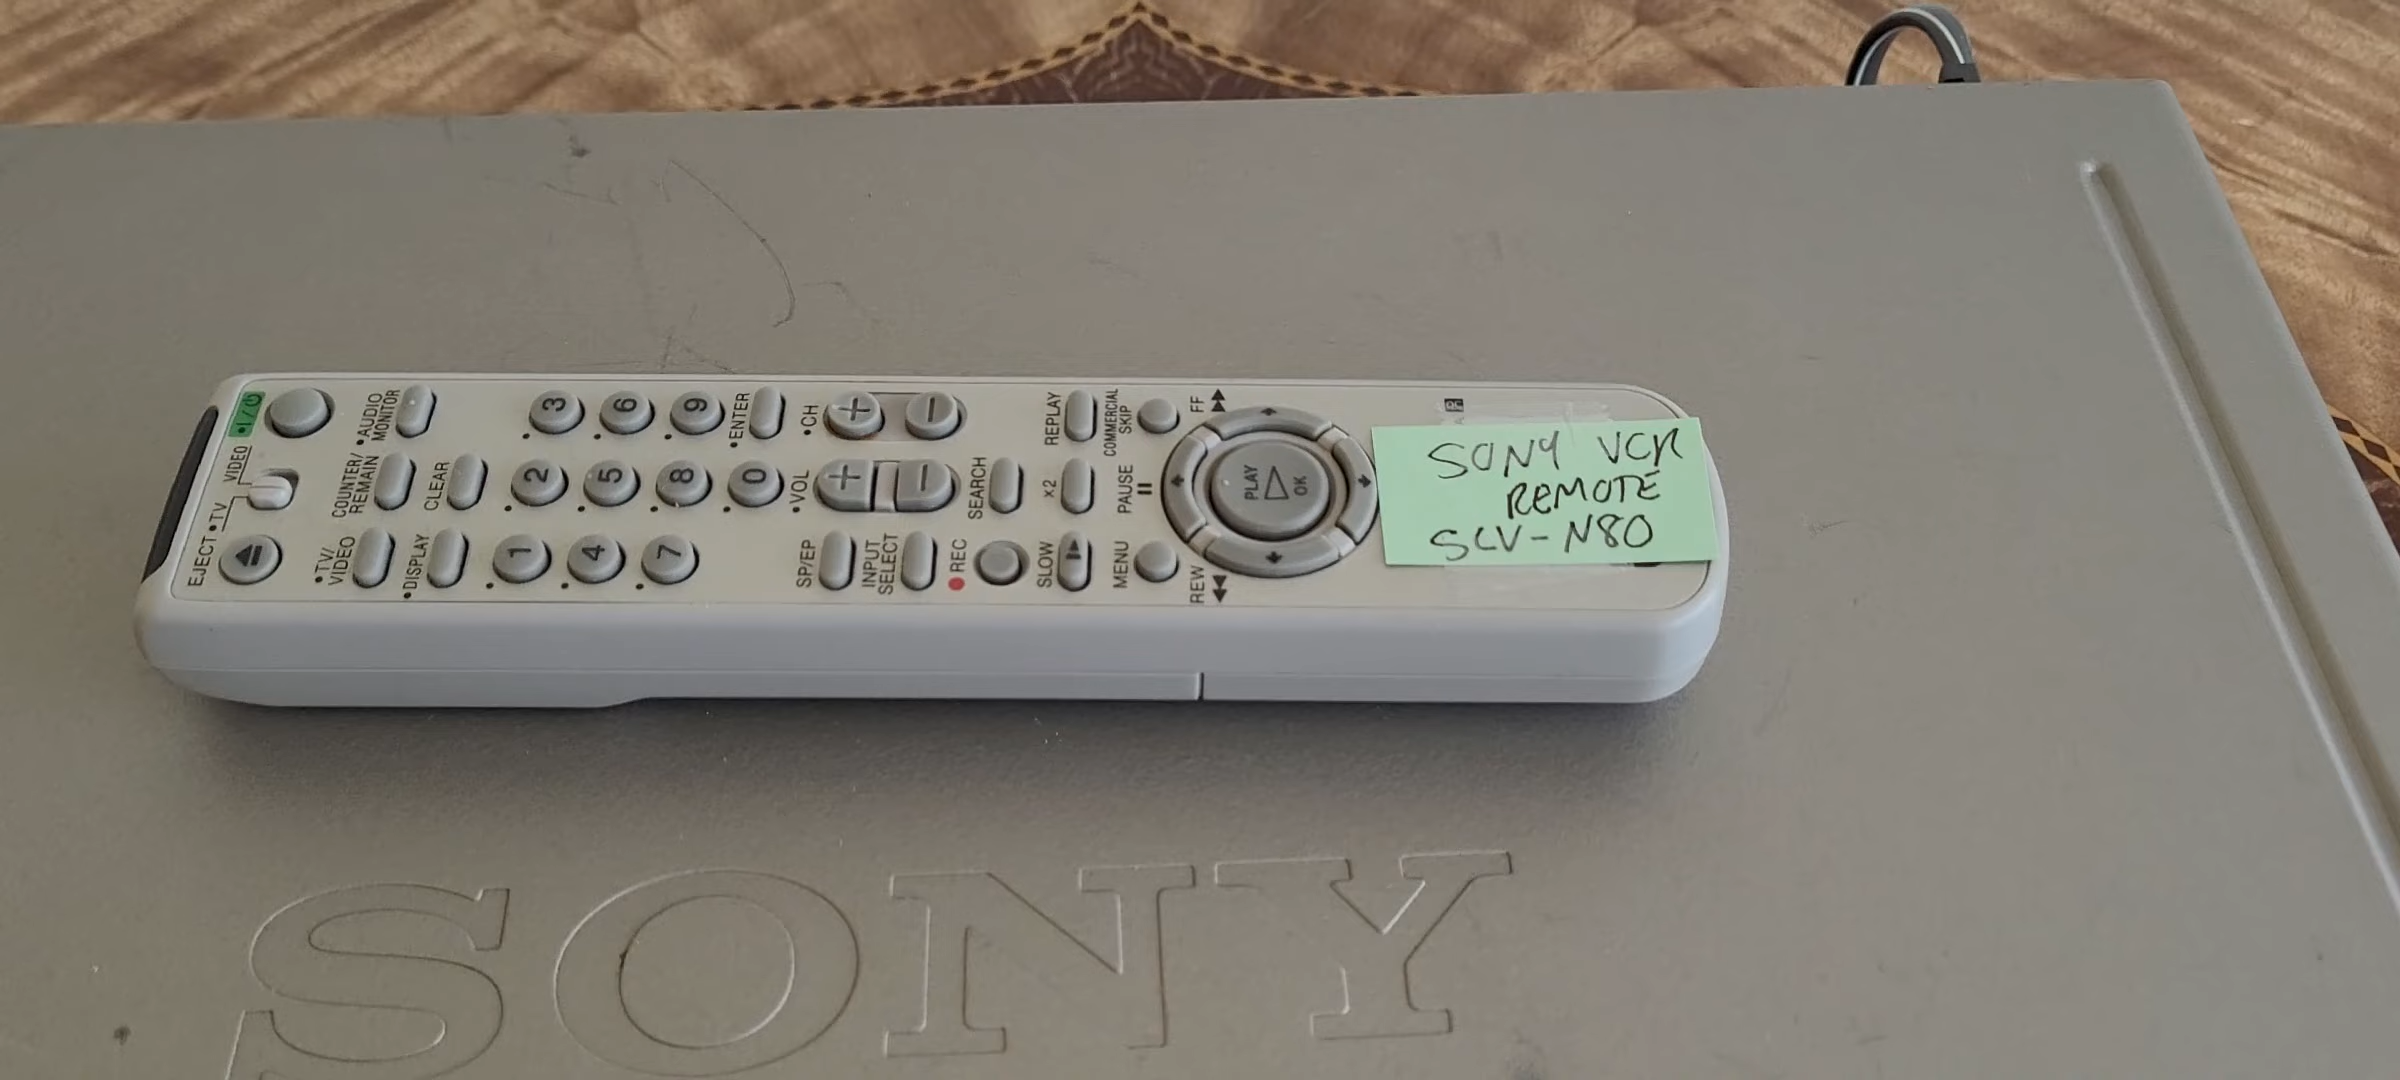 I/⏻
VIDEO
TV
EJECT
AUDIO
MONITOR
COUNTER/
REMAIN
TV/
VIDEO
CLEAR
DISPLAY
3
6
9
ENTER
2
5
8
0
1
4
7
CH
+
−
VOL
+
−
SP/EP
INPUT
SELECT
SEARCH
REC
REPLAY
x2
SLOW
COMMERCIAL
SKIP
PAUSE
MENU
FF
REW
PLAY
OK
SONY VCR
REMOTE
SLV-N80
SONY